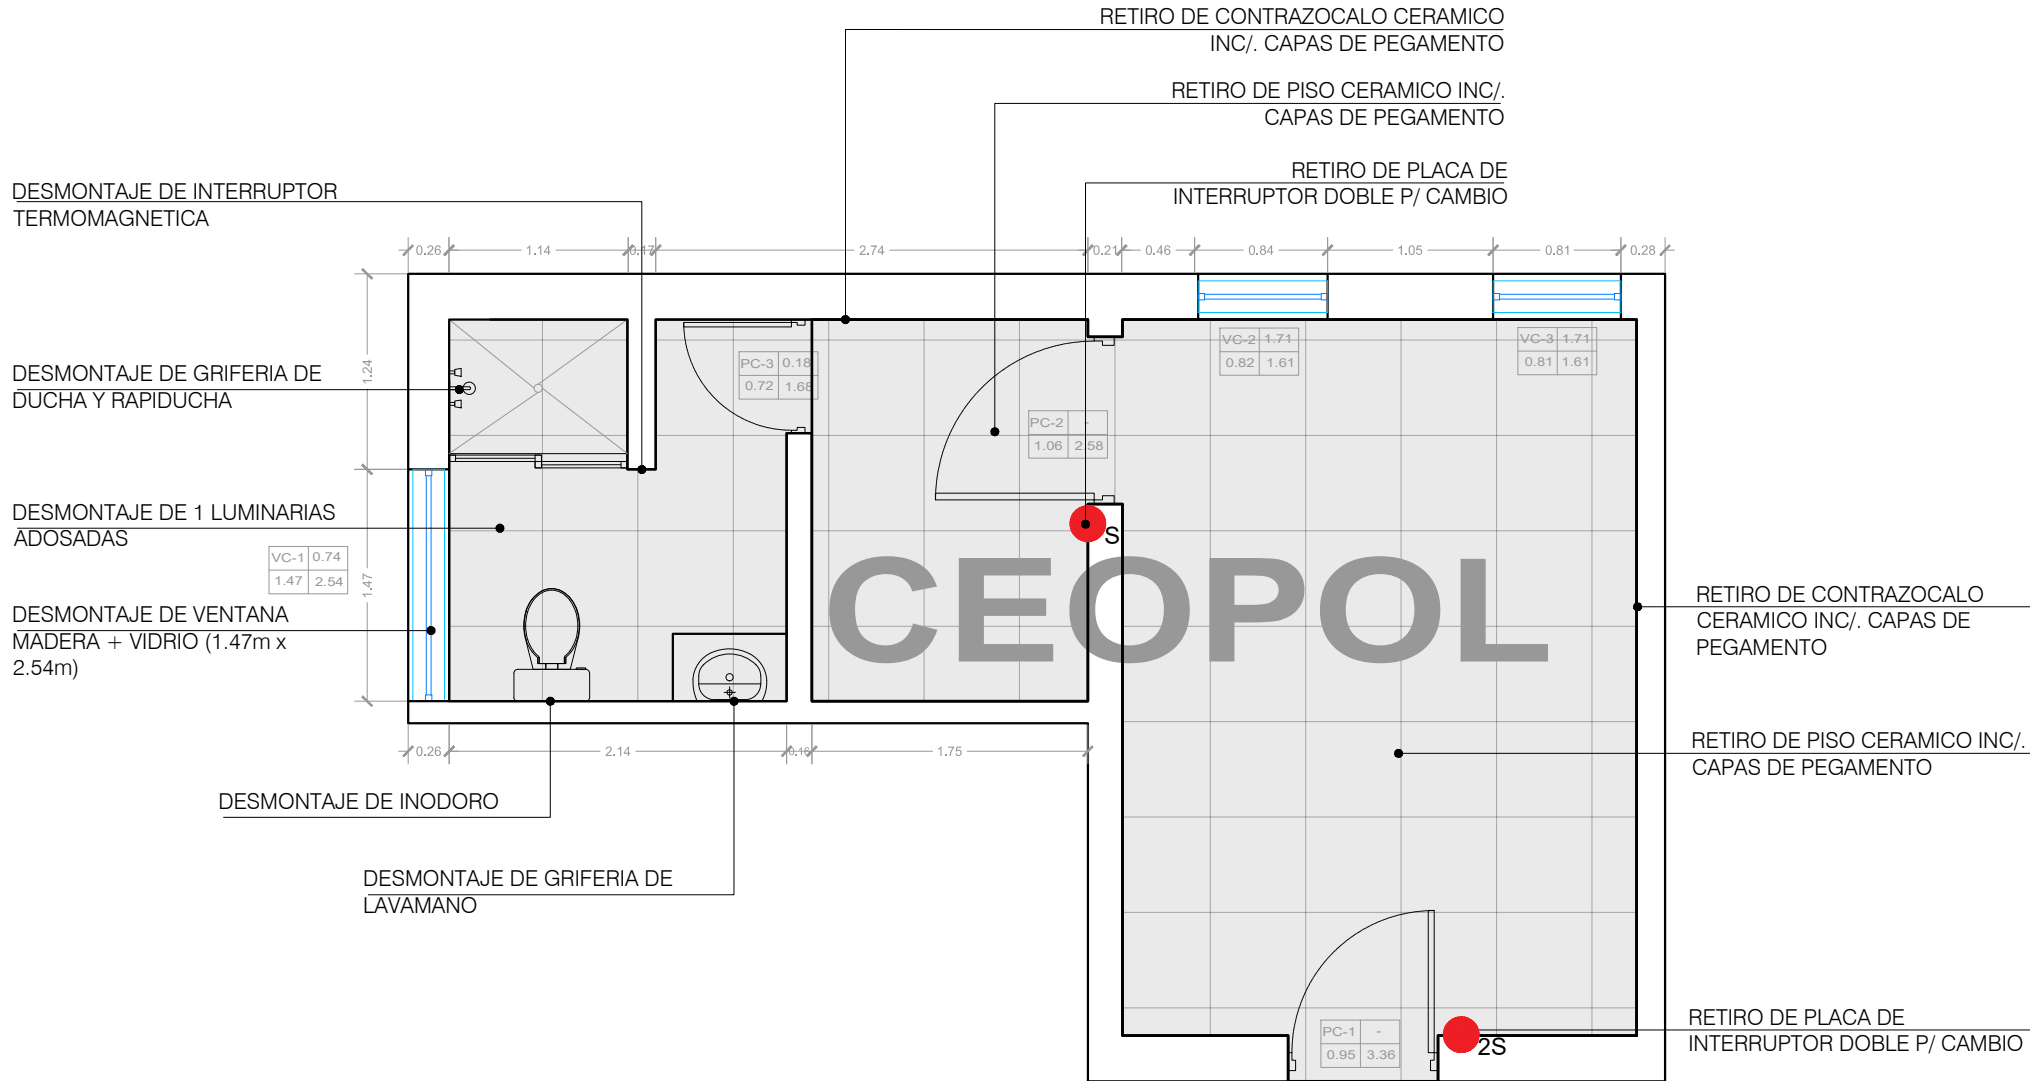 RETIRO DE CONTRAZOCALO CERAMICO
INC/. CAPAS DE PEGAMENTO
RETIRO DE PISO CERAMICO INC/.
CAPAS DE PEGAMENTO
RETIRO DE PLACA DE
INTERRUPTOR DOBLE P/ CAMBIO
DESMONTAJE DE INTERRUPTOR
TERMOMAGNETICA
0.26 1.14 0.17 2.74 0.21 0.46 0.84 1.05 0.81 0.28
VC-2 1.71
0.82 1.61
VC-3 1.71
0.81 1.61
PC-3 0.18
0.72 1.68
1.24
DESMONTAJE DE GRIFERIA DE
DUCHA Y RAPIDUCHA
PC-2 -
1.06 2.58
DESMONTAJE DE 1 LUMINARIAS
ADOSADAS
S
VC-1 0.74
1.47 2.54
1.47
CEOPOL
DESMONTAJE DE VENTANA
MADERA + VIDRIO (1.47m x
2.54m)
RETIRO DE CONTRAZOCALO
CERAMICO INC/. CAPAS DE
PEGAMENTO
0.26 2.14 0.16 1.75
RETIRO DE PISO CERAMICO INC/.
CAPAS DE PEGAMENTO
DESMONTAJE DE INODORO
DESMONTAJE DE GRIFERIA DE
LAVAMANO
PC-1 -
0.95 3.36
2S
RETIRO DE PLACA DE
INTERRUPTOR DOBLE P/ CAMBIO